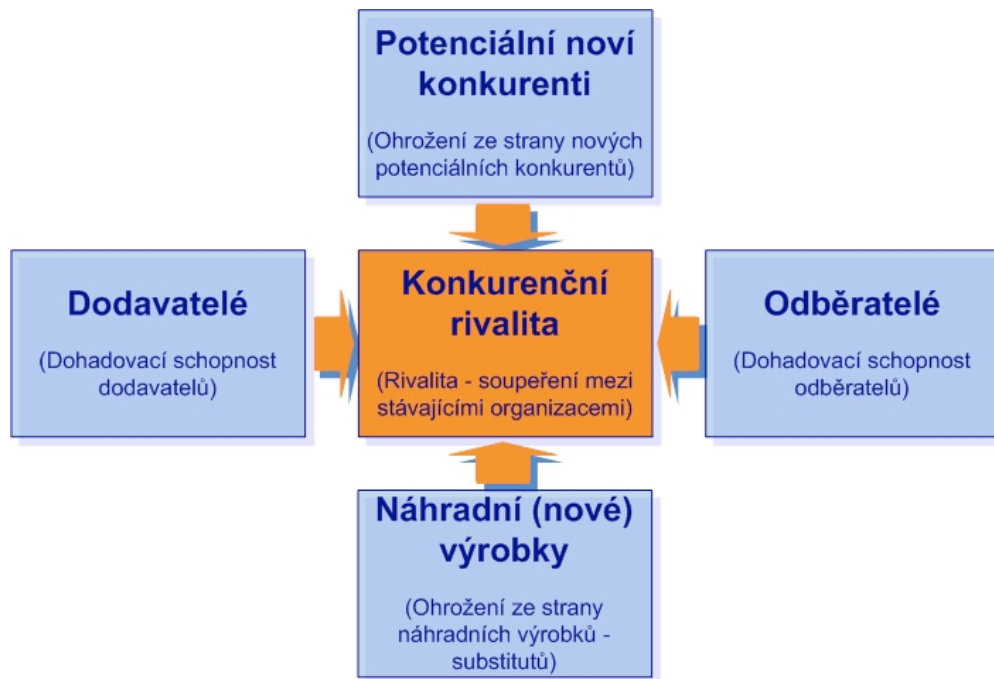 Potenciální noví
konkurenti
(Ohrožení ze strany nových
potenciálních konkurentů)
Dodavatelé
(Dohadovací schopnost
dodavatelů)
Konkurenční
rivalita
(Rivalita - soupeření mezi
stávajícími organizacemi)
Odběratelé
(Dohadovací schopnost
odběratelů)
Náhradní (nové)
výrobky
(Ohrožení ze strany
náhradních výrobků -
substitutů)